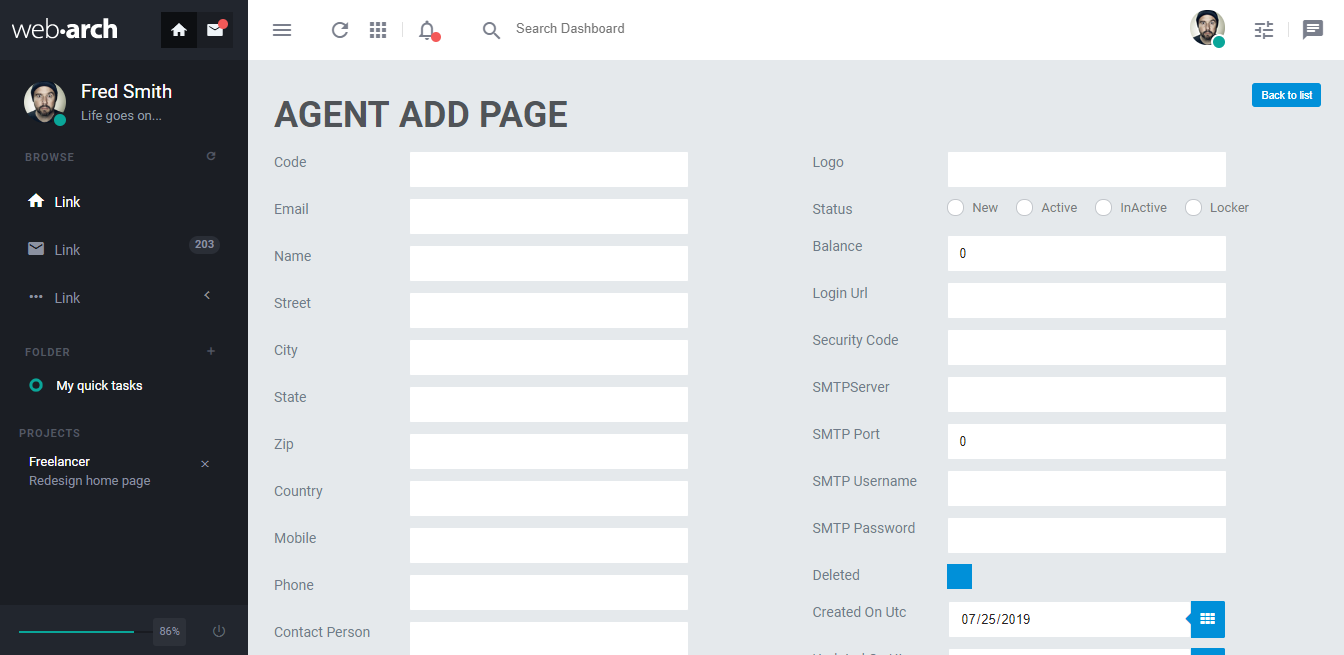 web·arch
Search Dashboard
Fred Smith
Life goes on...
BROWSE
Link
Link
203
Link
FOLDER
My quick tasks
PROJECTS
Freelancer
Redesign home page
86%
Back to list
AGENT ADD PAGE
Code
Email
Name
Street
City
State
Zip
Country
Mobile
Phone
Contact Person
Logo
Status
New
Active
InActive
Locker
Balance
0
Login Url
Security Code
SMTPServer
SMTP Port
0
SMTP Username
SMTP Password
Deleted
Created On Utc
07/25/2019